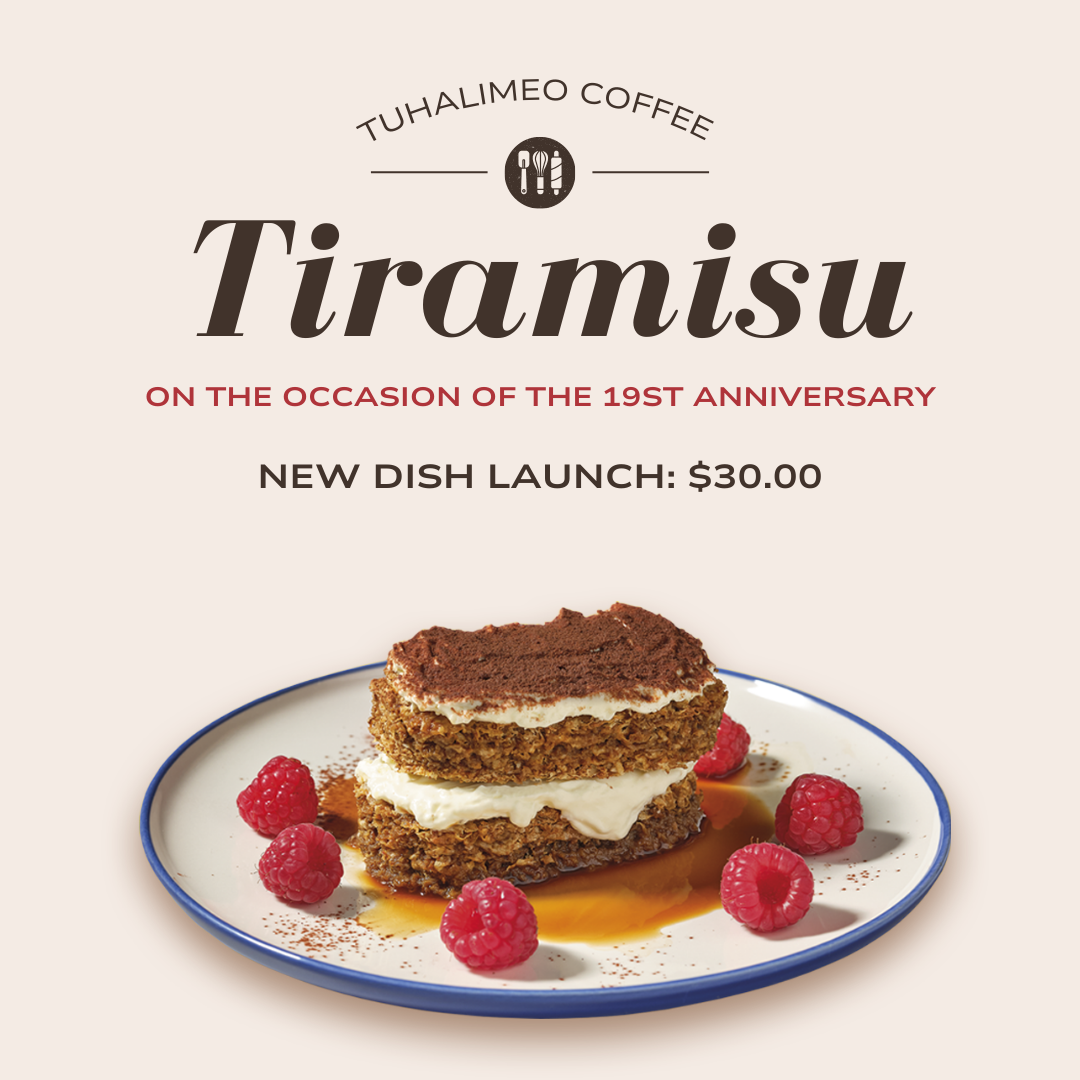 TUHALIMEO COFFEE
Tiramisu
ON THE OCCASION OF THE 19ST ANNIVERSARY
NEW DISH LAUNCH: $30.00